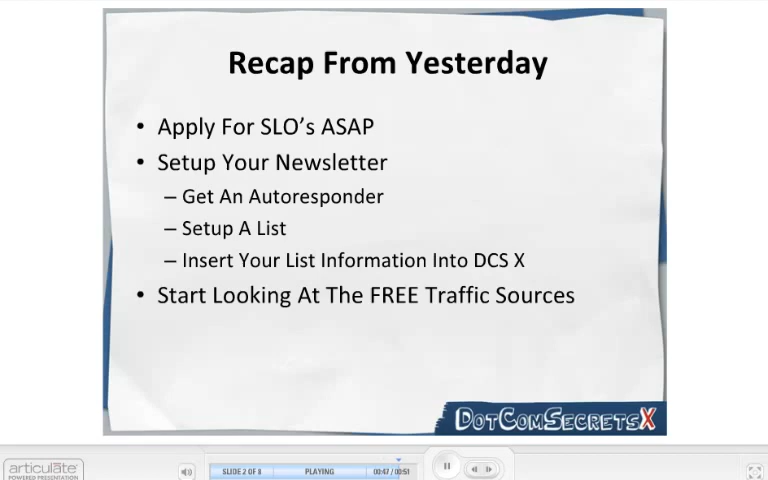 Recap From Yesterday
• Apply For SLO's ASAP
• Setup Your Newsletter
– Get An Autoresponder
– Setup A List
– Insert Your List Information Into DCS X
• Start Looking At The FREE Traffic Sources
DotComSecretsX
articulate
POWERED PRESENTATION
SLIDE 2 OF 8 PLAYING 00:47 / 00:51